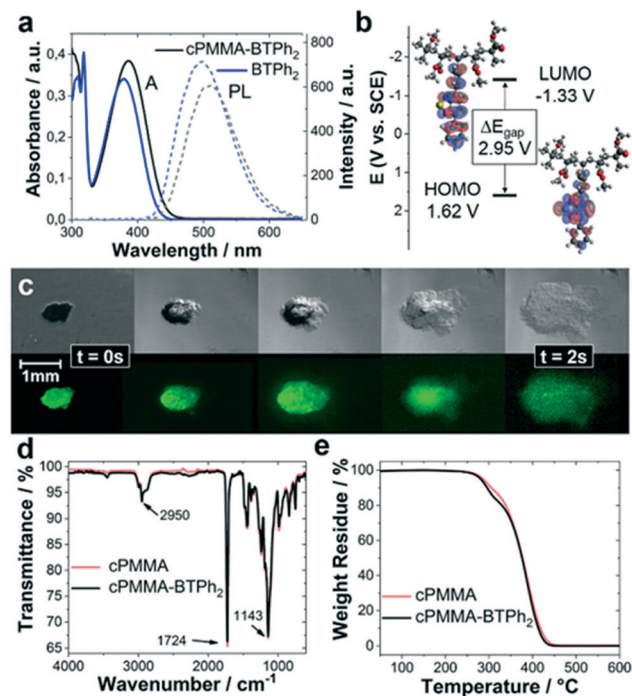 a
0,4
0,3
0,2
0,1
0,0
Absorbance / a.u.
cPMMA-BTPh₂
BTPh₂
A
PL
800
700
600
500
400
300
200
100
0
Intensity / a.u.
300 400 500 600
Wavelength / nm
b
E (V vs. SCE)
-2
-1
0
1
2
LUMO
-1.33 V
ΔEgap
2.95 V
HOMO
1.62 V
c
1mm
t = 0s
t = 2s
d
Transmittance / %
100
95
90
85
80
75
70
65
cPMMA
cPMMA-BTPh₂
2950
1724
1143
4000 3000 2000 1000
Wavenumber / cm⁻¹
e
Weight Residue / %
100
80
60
40
20
0
cPMMA
cPMMA-BTPh₂
100 200 300 400 500 600
Temperature / °C